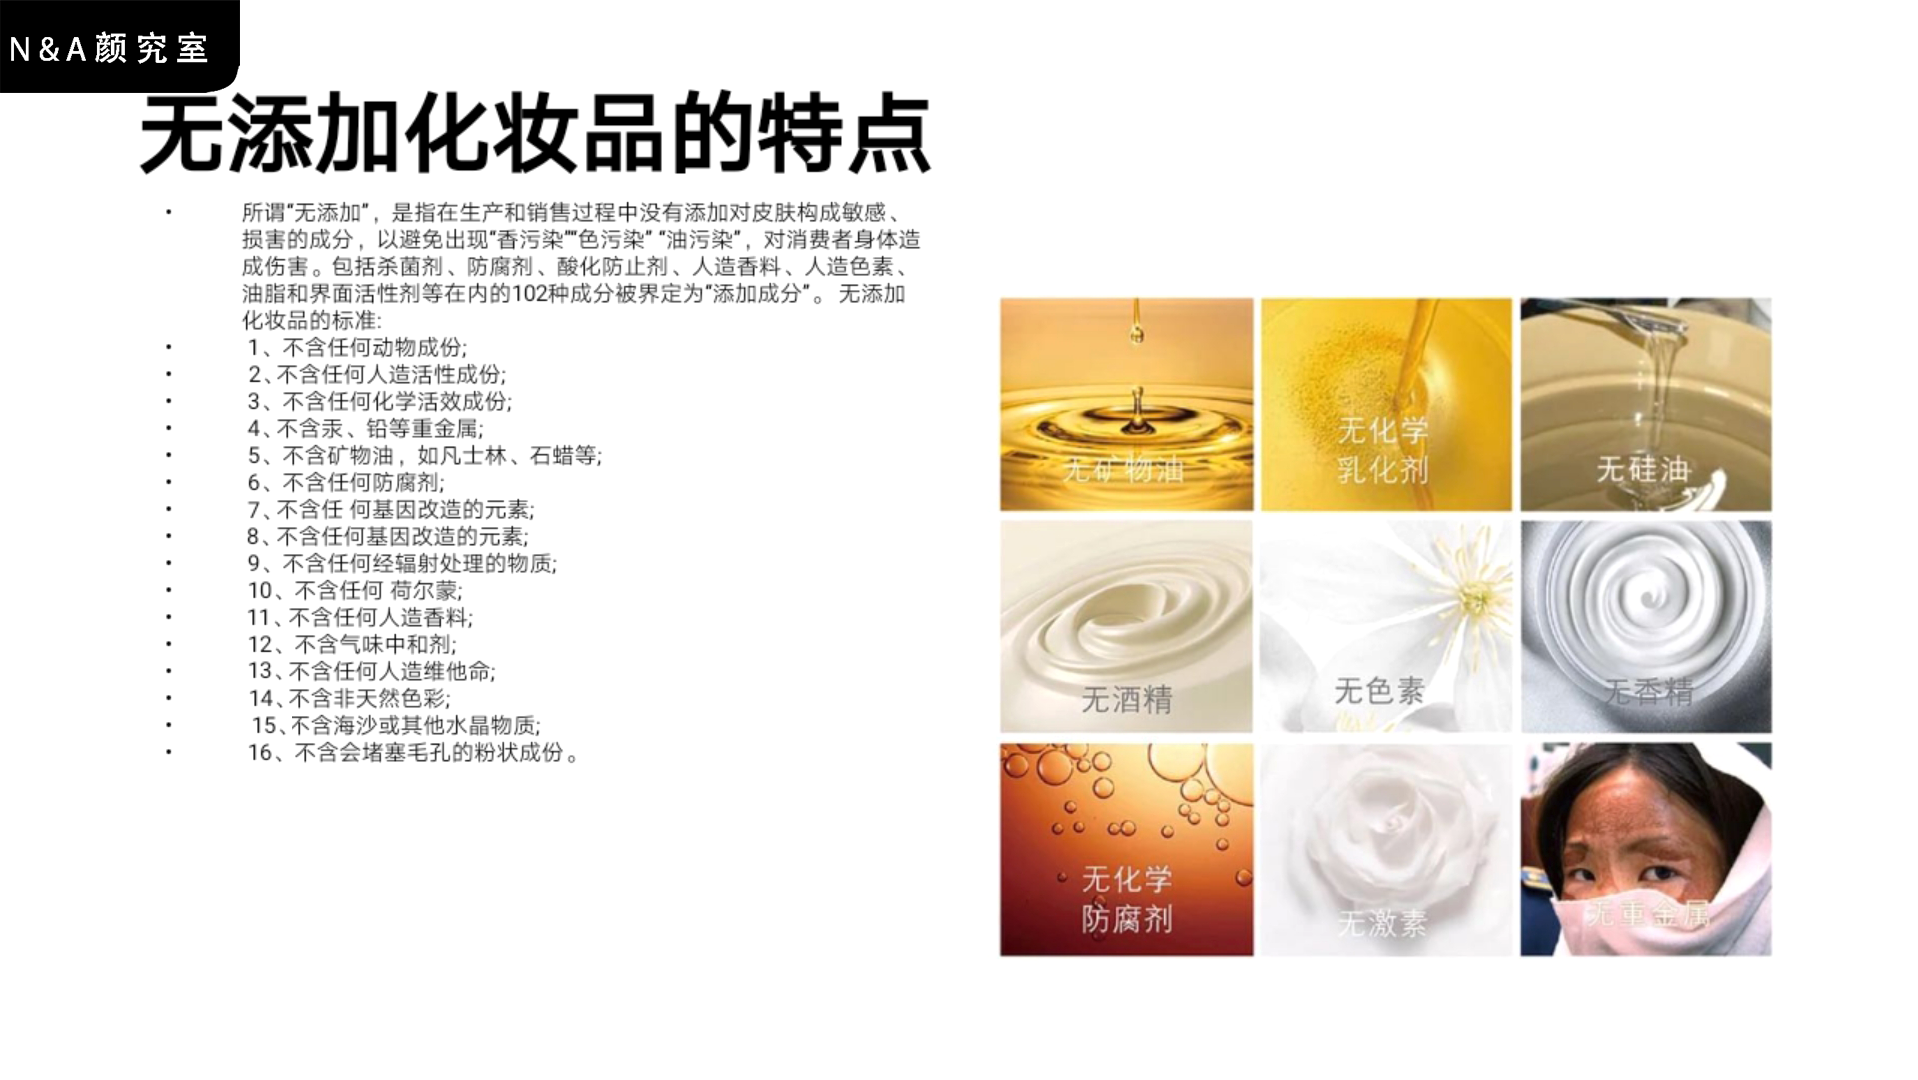 N&A颜究室
无添加化妆品的特点
• 所谓“无添加”，是指在生产和销售过程中没有添加对皮肤构成敏感、
损害的成分，以避免出现“香污染”“色污染” “油污染”，对消费者身体造
成伤害。包括杀菌剂、防腐剂、酸化防止剂、人造香料、人造色素、
油脂和界面活性剂等在内的102种成分被界定为“添加成分”。 无添加
化妆品的标准:
• 1、不含任何动物成份;
• 2、不含任何人造活性成份;
• 3、不含任何化学活效成份;
• 4、不含汞、铅等重金属;
• 5、不含矿物油，如凡士林、石蜡等;
• 6、不含任何防腐剂;
• 7、不含任 何基因改造的元素;
• 8、不含任何基因改造的元素;
• 9、不含任何经辐射处理的物质;
• 10、不含任何 荷尔蒙;
• 11、不含任何人造香料;
• 12、不含气味中和剂;
• 13、不含任何人造维他命;
• 14、不含非天然色彩;
• 15、不含海沙或其他水晶物质;
• 16、不含会堵塞毛孔的粉状成份。
无矿物油
无化学
乳化剂
无硅油
无酒精
无色素
无香精
无化学
防腐剂
无激素
无重金属